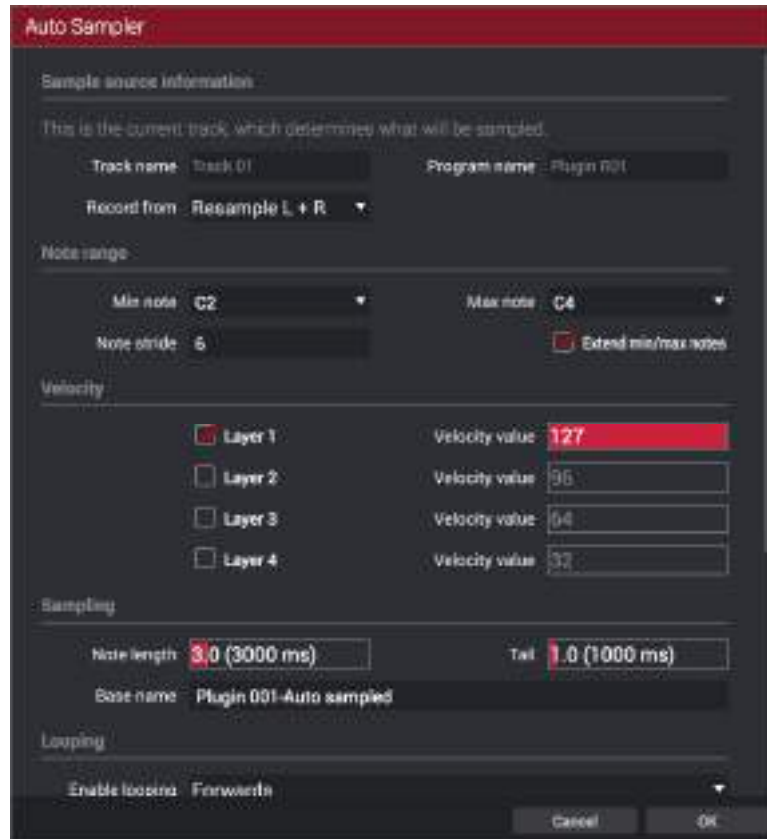 Auto Sampler
Sample source information
This is the current track, which determines what will be sampled.
Track name Track 01 Program name Plugin 001
Record from Resample L + R
Note range
Min note C2 Max note C4
Note stride 6 Extend min/max notes
Velocity
Layer 1 Velocity value 127
Layer 2 Velocity value 96
Layer 3 Velocity value 64
Layer 4 Velocity value 32
Sampling
Note length 3.0 (3000 ms) Tail 1.0 (1000 ms)
Base name Plugin 001-Auto sampled
Looping
Enable looping Forwards
Cancel OK